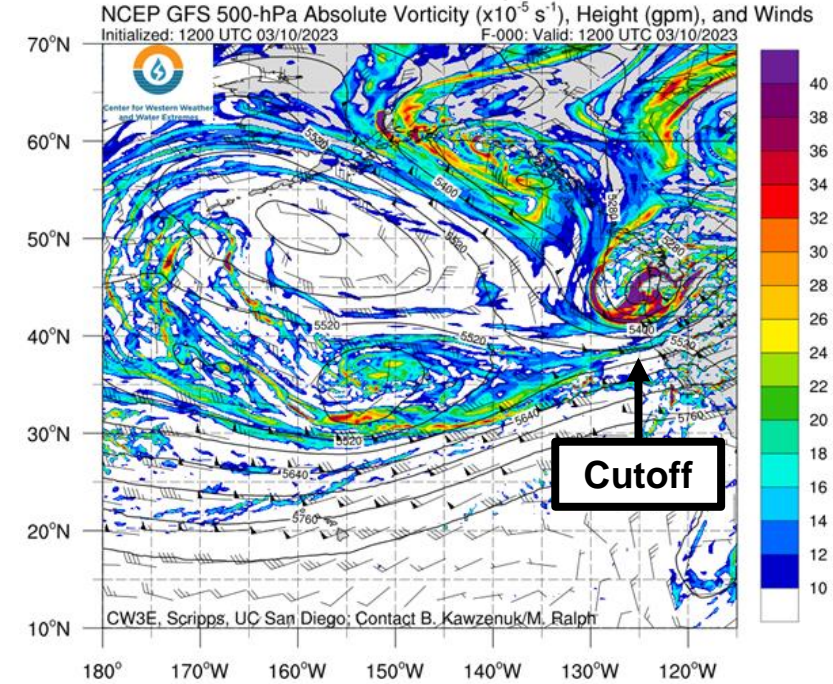 NCEP GFS 500-hPa Absolute Vorticity (x10⁻⁵ s⁻¹), Height (gpm), and Winds
Initialized: 1200 UTC 03/10/2023 F-000: Valid: 1200 UTC 03/10/2023
Center for Western Weather
and Water Extremes
70°N
60°N
50°N
40°N
30°N
20°N
10°N
5520
5400
5520
5280
5280
5520
5520
5400
5520
5640
5760
5520
5640
5760
Cutoff
CW3E, Scripps, UC San Diego; Contact B. Kawzenuk/M. Ralph
180°
170°W
160°W
150°W
140°W
130°W
120°W
40
38
36
34
32
30
28
26
24
22
20
18
16
14
12
10